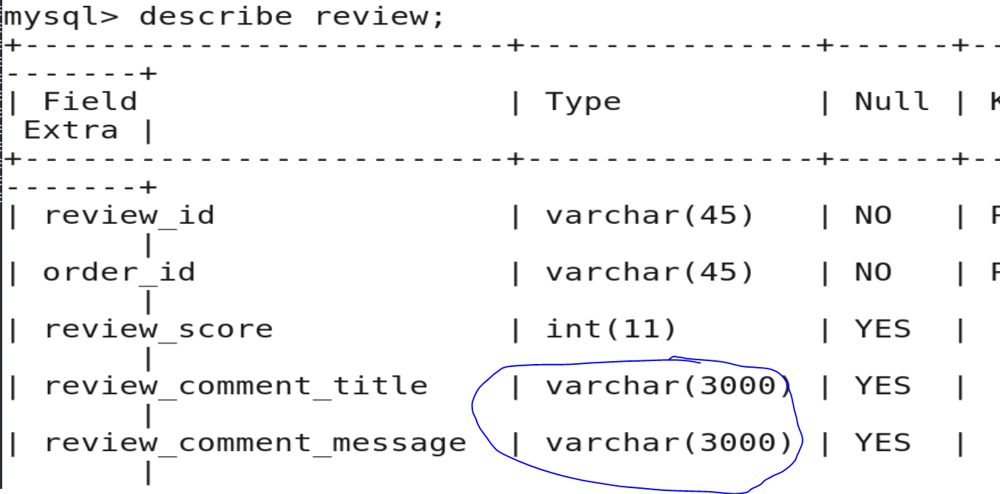 mysql> describe review;
+--------------------------+---------------+------+--
-------+
| Field                    | Type          | Null | K
 Extra |
+--------------------------+---------------+------+--
-------+
| review_id                | varchar(45)   | NO   | P
       |
| order_id                 | varchar(45)   | NO   | P
       |
| review_score             | int(11)       | YES  |
       |
| review_comment_title     | varchar(3000) | YES  |
       |
| review_comment_message   | varchar(3000) | YES  |
       |